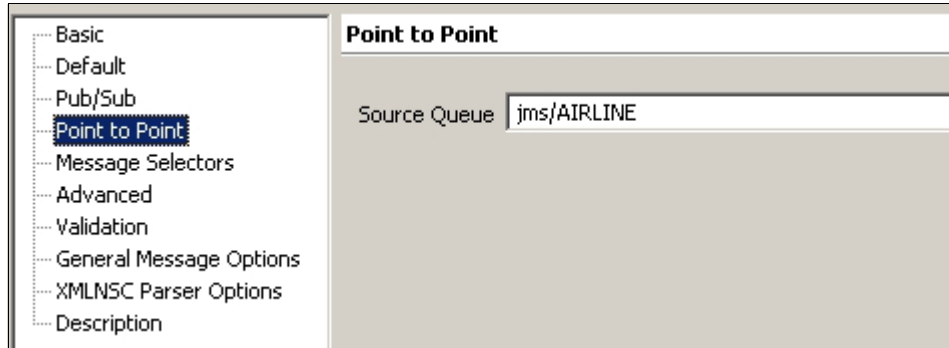 Basic
Default
Pub/Sub
Point to Point
Message Selectors
Advanced
Validation
General Message Options
XMLNSC Parser Options
Description
Point to Point
Source Queue jms/AIRLINE